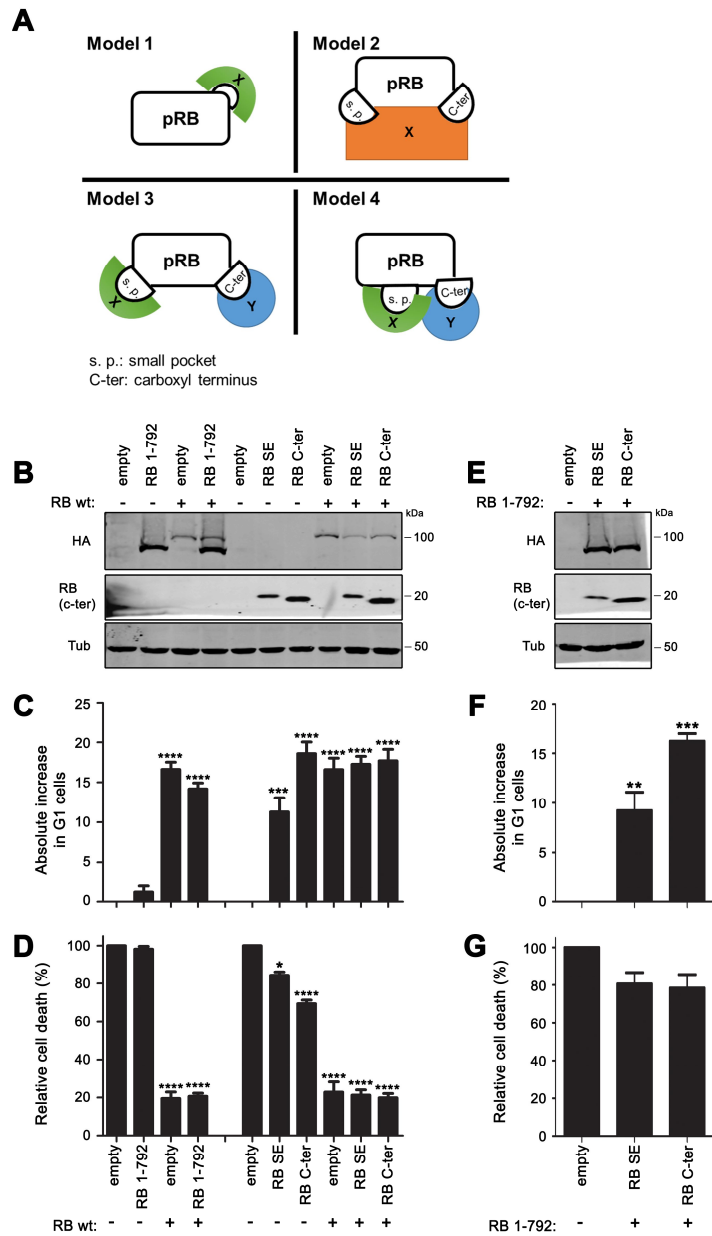 A
Model 1
X
pRB
Model 2
pRB
s. p.
C-ter
X
Model 3
pRB
s. p.
C-ter
X
Y
Model 4
pRB
s. p.
C-ter
X
Y
s. p.: small pocket
C-ter: carboxyl terminus
B
empty
RB 1-792
empty
RB 1-792
empty
RB SE
RB C-ter
empty
RB SE
RB C-ter
RB wt: - - + + - - - + + +
kDa
HA
100
RB
(c-ter)
20
Tub
50
E
empty
RB SE
RB C-ter
RB 1-792: - + +
kDa
HA
100
RB
(c-ter)
20
Tub
50
C
Absolute increase
in G1 cells
25
20
15
10
5
0
**** **** *** **** **** **** ****
F
Absolute increase
in G1 cells
20
15
10
5
0
** ***
D
Relative cell death (%)
100
80
60
40
20
0
**** **** * **** **** **** ****
empty
RB 1-792
empty
RB 1-792
empty
RB SE
RB C-ter
empty
RB SE
RB C-ter
RB wt: - - + + - - - + + +
G
Relative cell death (%)
100
80
60
40
20
0
empty
RB SE
RB C-ter
RB 1-792: - + +